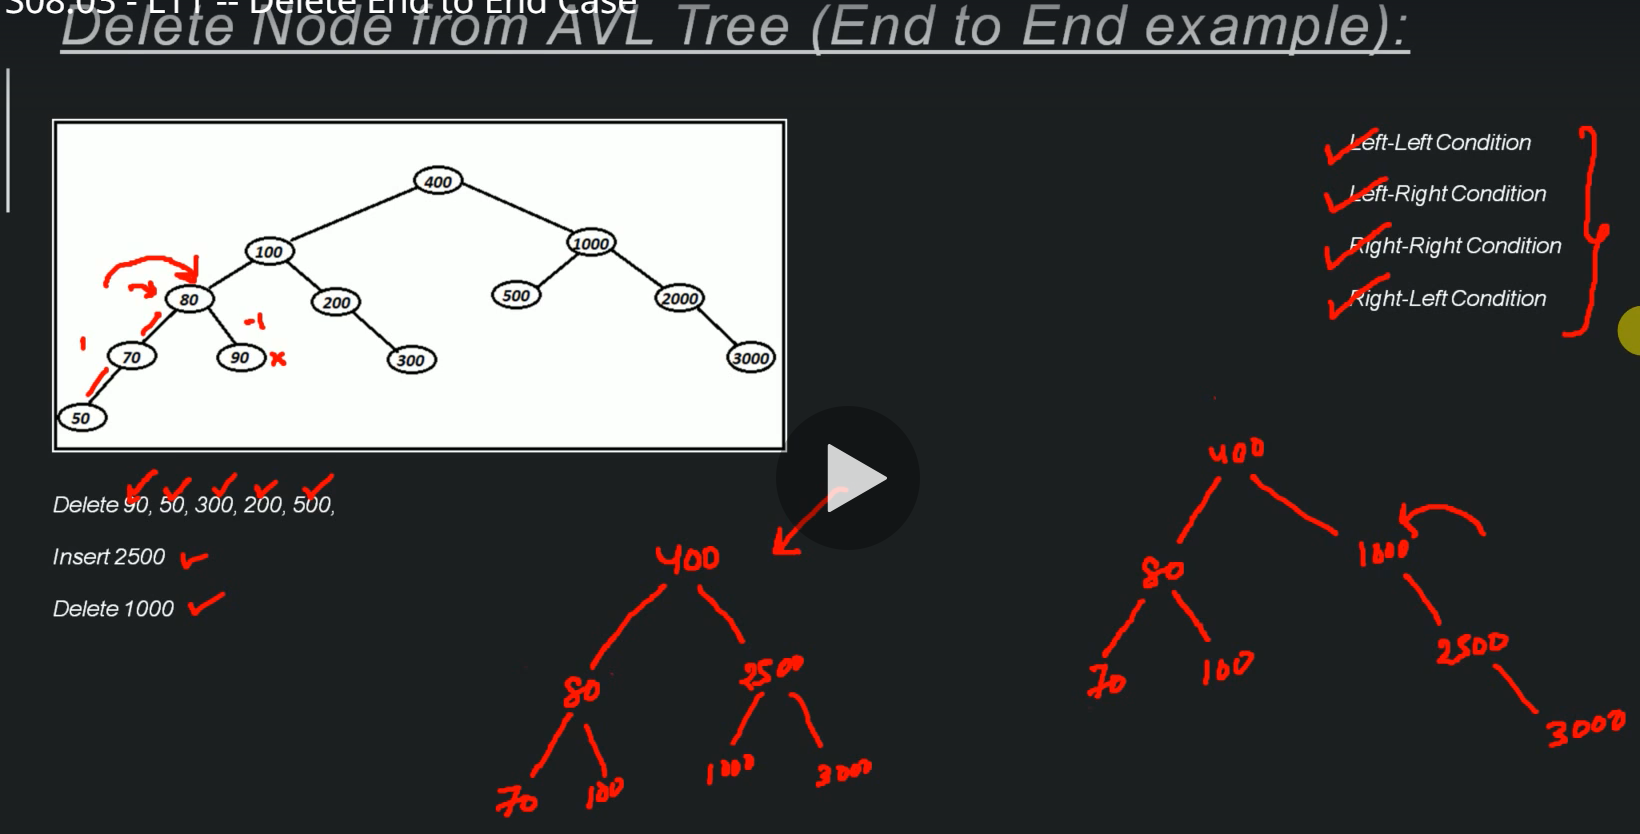 S08.03 - L11 -- Delete End to End Case
Delete Node from AVL Tree (End to End example):
Left-Left Condition
Left-Right Condition
Right-Right Condition
Right-Left Condition
400
100
1000
80
200
500
2000
-1
1
70
90
x
300
3000
50
Delete 90, 50, 300, 200, 500,
Insert 2500
Delete 1000
400
80
2500
70
100
1000
3000
400
80
1000
70
100
2500
3000